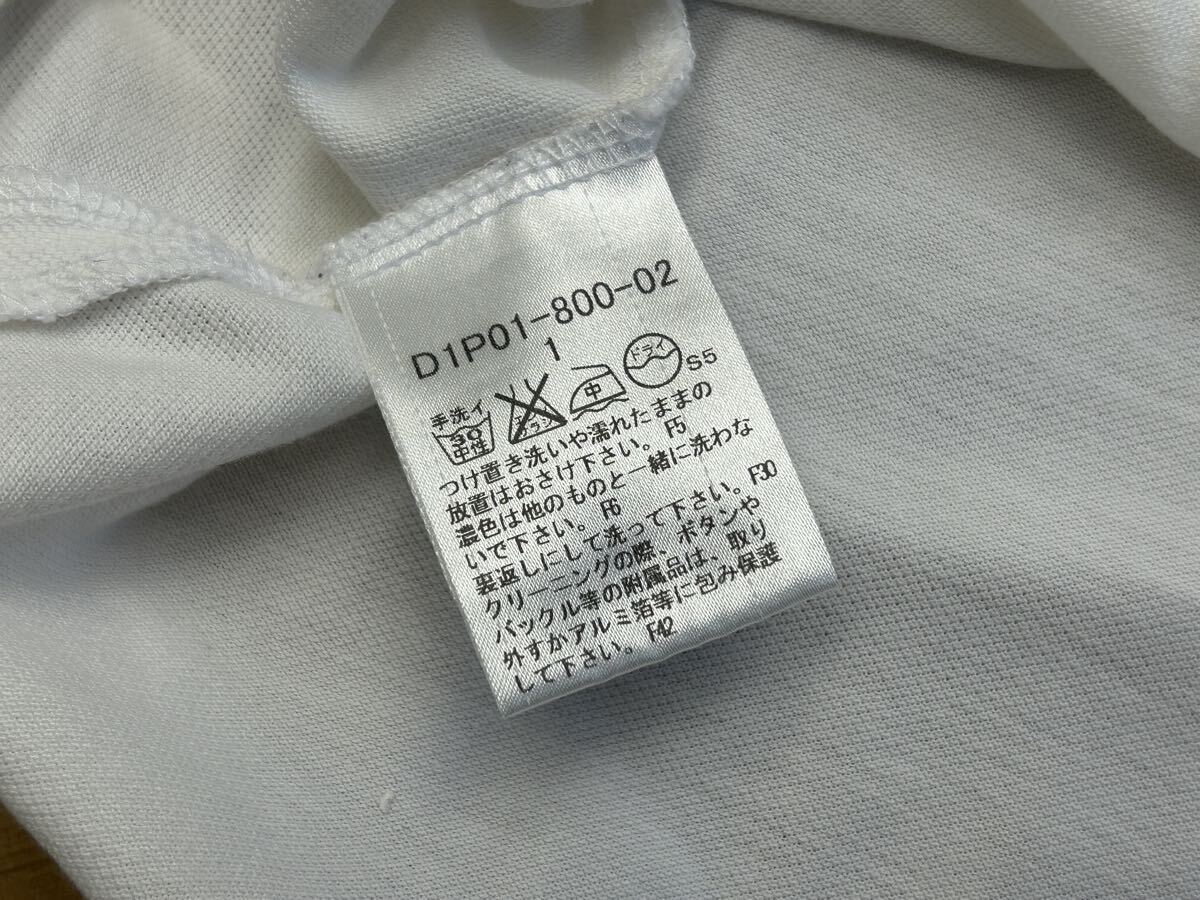 D1P01-800-02
1
手洗イ 30 中性 エンソ サラシ 中 ドライ S5
つけ置き洗いや濡れたままの
放置はおさけ下さい。F5
濃色は他のものと一緒に洗わな
いで下さい。F6
裏返しにして洗って下さい。F30
クリーニングの際、ボタンや
バックル等の附属品は、取り
外すかアルミ箔等に包み保護
して下さい。F42